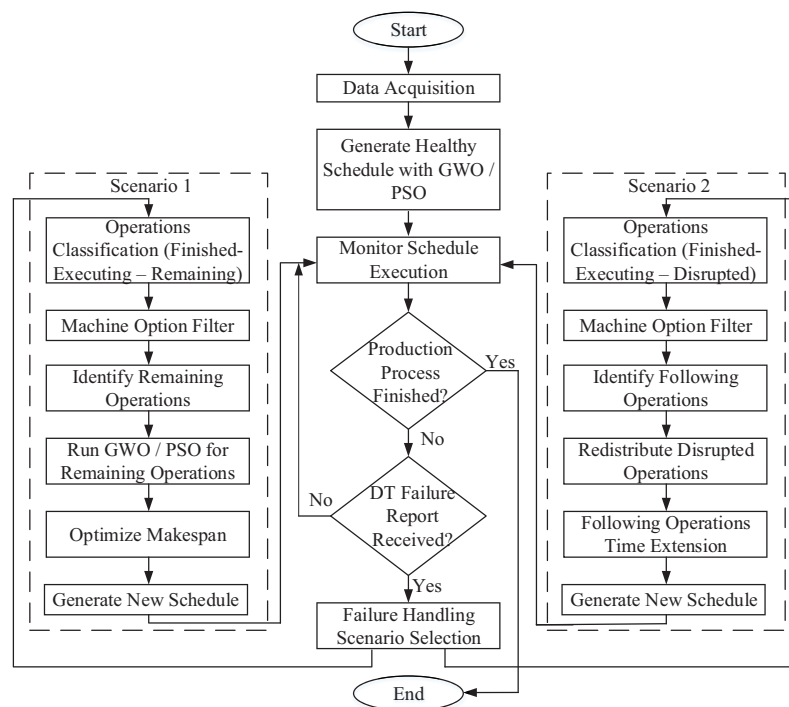 Start
Data Acquisition
Generate Healthy
Schedule with GWO /
PSO
Monitor Schedule
Execution
Production
Process
Finished?
Yes
No
DT Failure
Report
Received?
No
Yes
Failure Handling
Scenario Selection
End
Scenario 1
Operations
Classification (Finished-
Executing – Remaining)
Machine Option Filter
Identify Remaining
Operations
Run GWO / PSO for
Remaining Operations
Optimize Makespan
Generate New Schedule
Scenario 2
Operations
Classification (Finished-
Executing – Disrupted)
Machine Option Filter
Identify Following
Operations
Redistribute Disrupted
Operations
Following Operations
Time Extension
Generate New Schedule